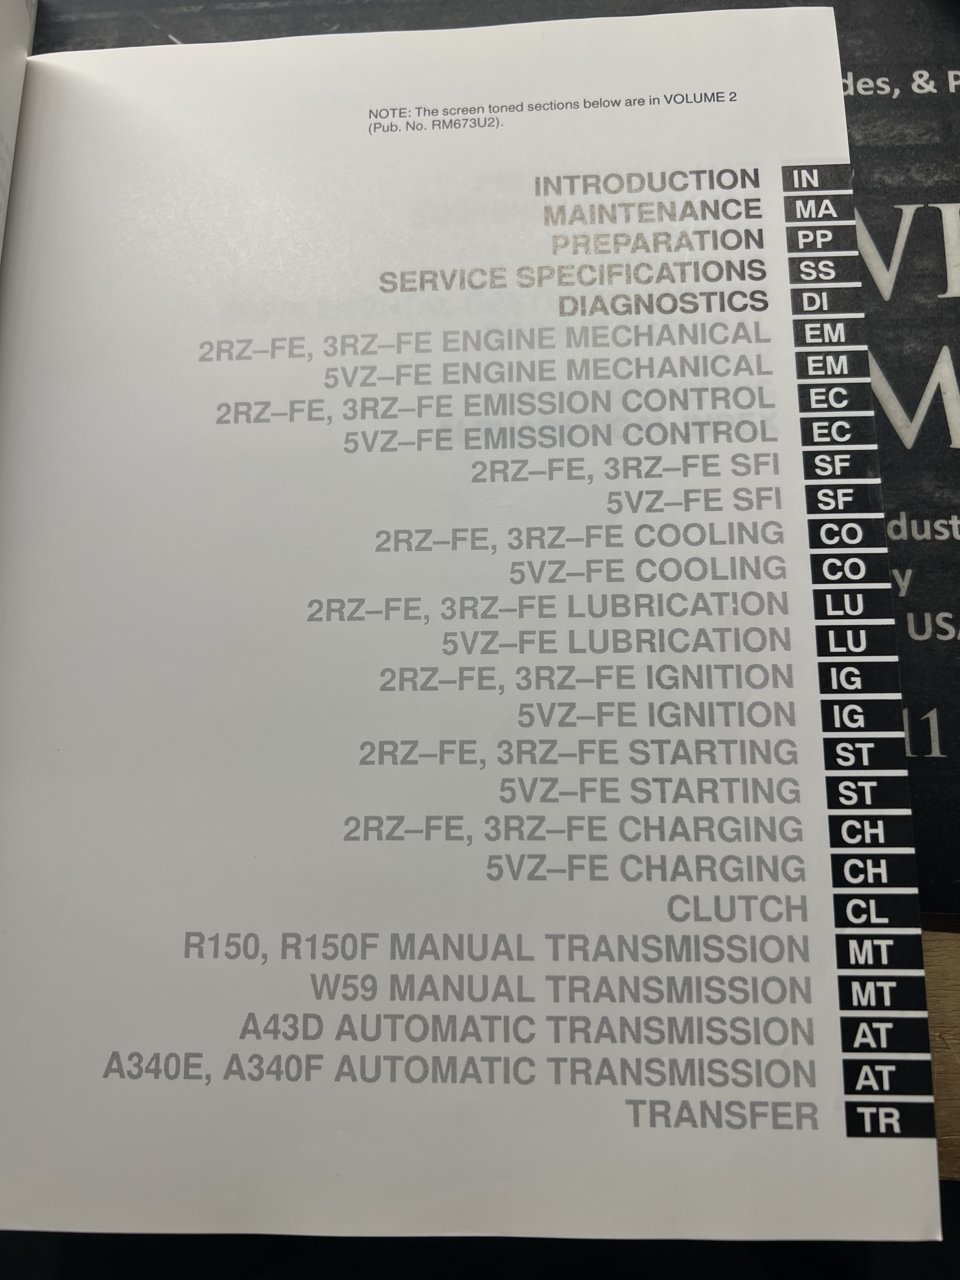 NOTE: The screen toned sections below are in VOLUME 2
(Pub. No. RM673U2).
INTRODUCTION IN
MAINTENANCE MA
PREPARATION PP
SERVICE SPECIFICATIONS SS
DIAGNOSTICS DI
2RZ–FE, 3RZ–FE ENGINE MECHANICAL EM
5VZ–FE ENGINE MECHANICAL EM
2RZ–FE, 3RZ–FE EMISSION CONTROL EC
5VZ–FE EMISSION CONTROL EC
2RZ–FE, 3RZ–FE SFI SF
5VZ–FE SFI SF
2RZ–FE, 3RZ–FE COOLING CO
5VZ–FE COOLING CO
2RZ–FE, 3RZ–FE LUBRICATION LU
5VZ–FE LUBRICATION LU
2RZ–FE, 3RZ–FE IGNITION IG
5VZ–FE IGNITION IG
2RZ–FE, 3RZ–FE STARTING ST
5VZ–FE STARTING ST
2RZ–FE, 3RZ–FE CHARGING CH
5VZ–FE CHARGING CH
CLUTCH CL
R150, R150F MANUAL TRANSMISSION MT
W59 MANUAL TRANSMISSION MT
A43D AUTOMATIC TRANSMISSION AT
A340E, A340F AUTOMATIC TRANSMISSION AT
TRANSFER TR